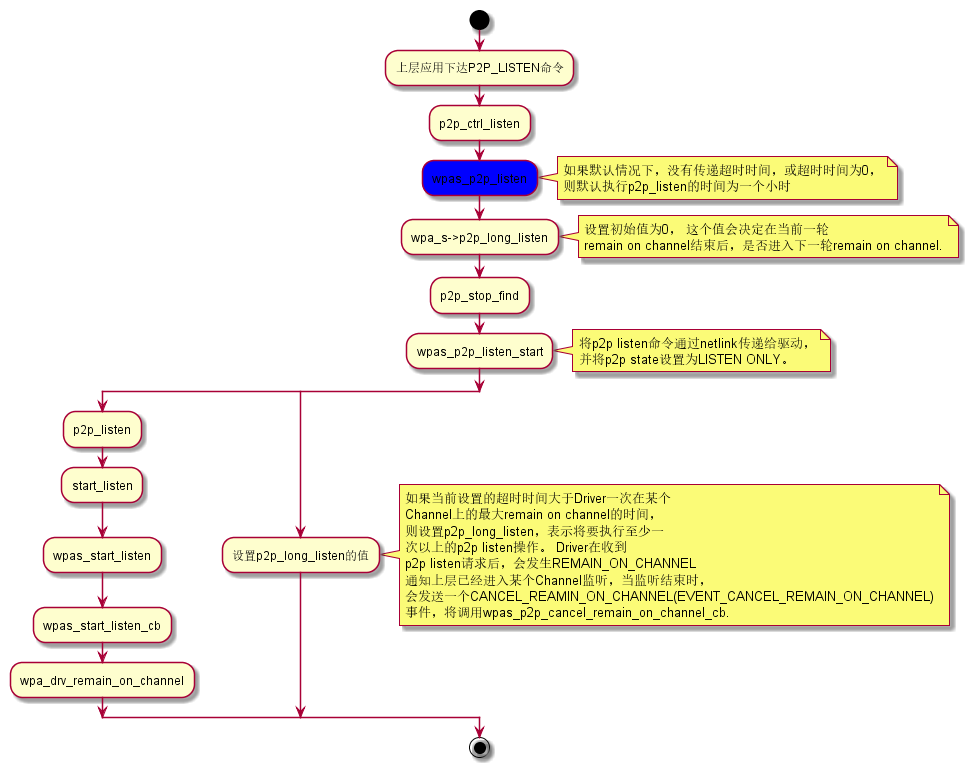 上层应用下达P2P_LISTEN命令
p2p_ctrl_listen
wpas_p2p_listen
如果默认情况下，没有传递超时时间，或超时时间为0，
则默认执行p2p_listen的时间为一个小时
wpa_s->p2p_long_listen
设置初始值为0， 这个值会决定在当前一轮
remain on channel结束后，是否进入下一轮remain on channel.
p2p_stop_find
wpas_p2p_listen_start
将p2p listen命令通过netlink传递给驱动，
并将p2p state设置为LISTEN ONLY。
p2p_listen
start_listen
wpas_start_listen
wpas_start_listen_cb
wpa_drv_remain_on_channel
设置p2p_long_listen的值
如果当前设置的超时时间大于Driver一次在某个
Channel上的最大remain on channel的时间，
则设置p2p_long_listen，表示将要执行至少一
次以上的p2p listen操作。 Driver在收到
p2p listen请求后，会发生REMAIN_ON_CHANNEL
通知上层已经进入某个Channel监听，当监听结束时，
会发送一个CANCEL_REAMIN_ON_CHANNEL(EVENT_CANCEL_REMAIN_ON_CHANNEL)
事件，将调用wpas_p2p_cancel_remain_on_channel_cb.